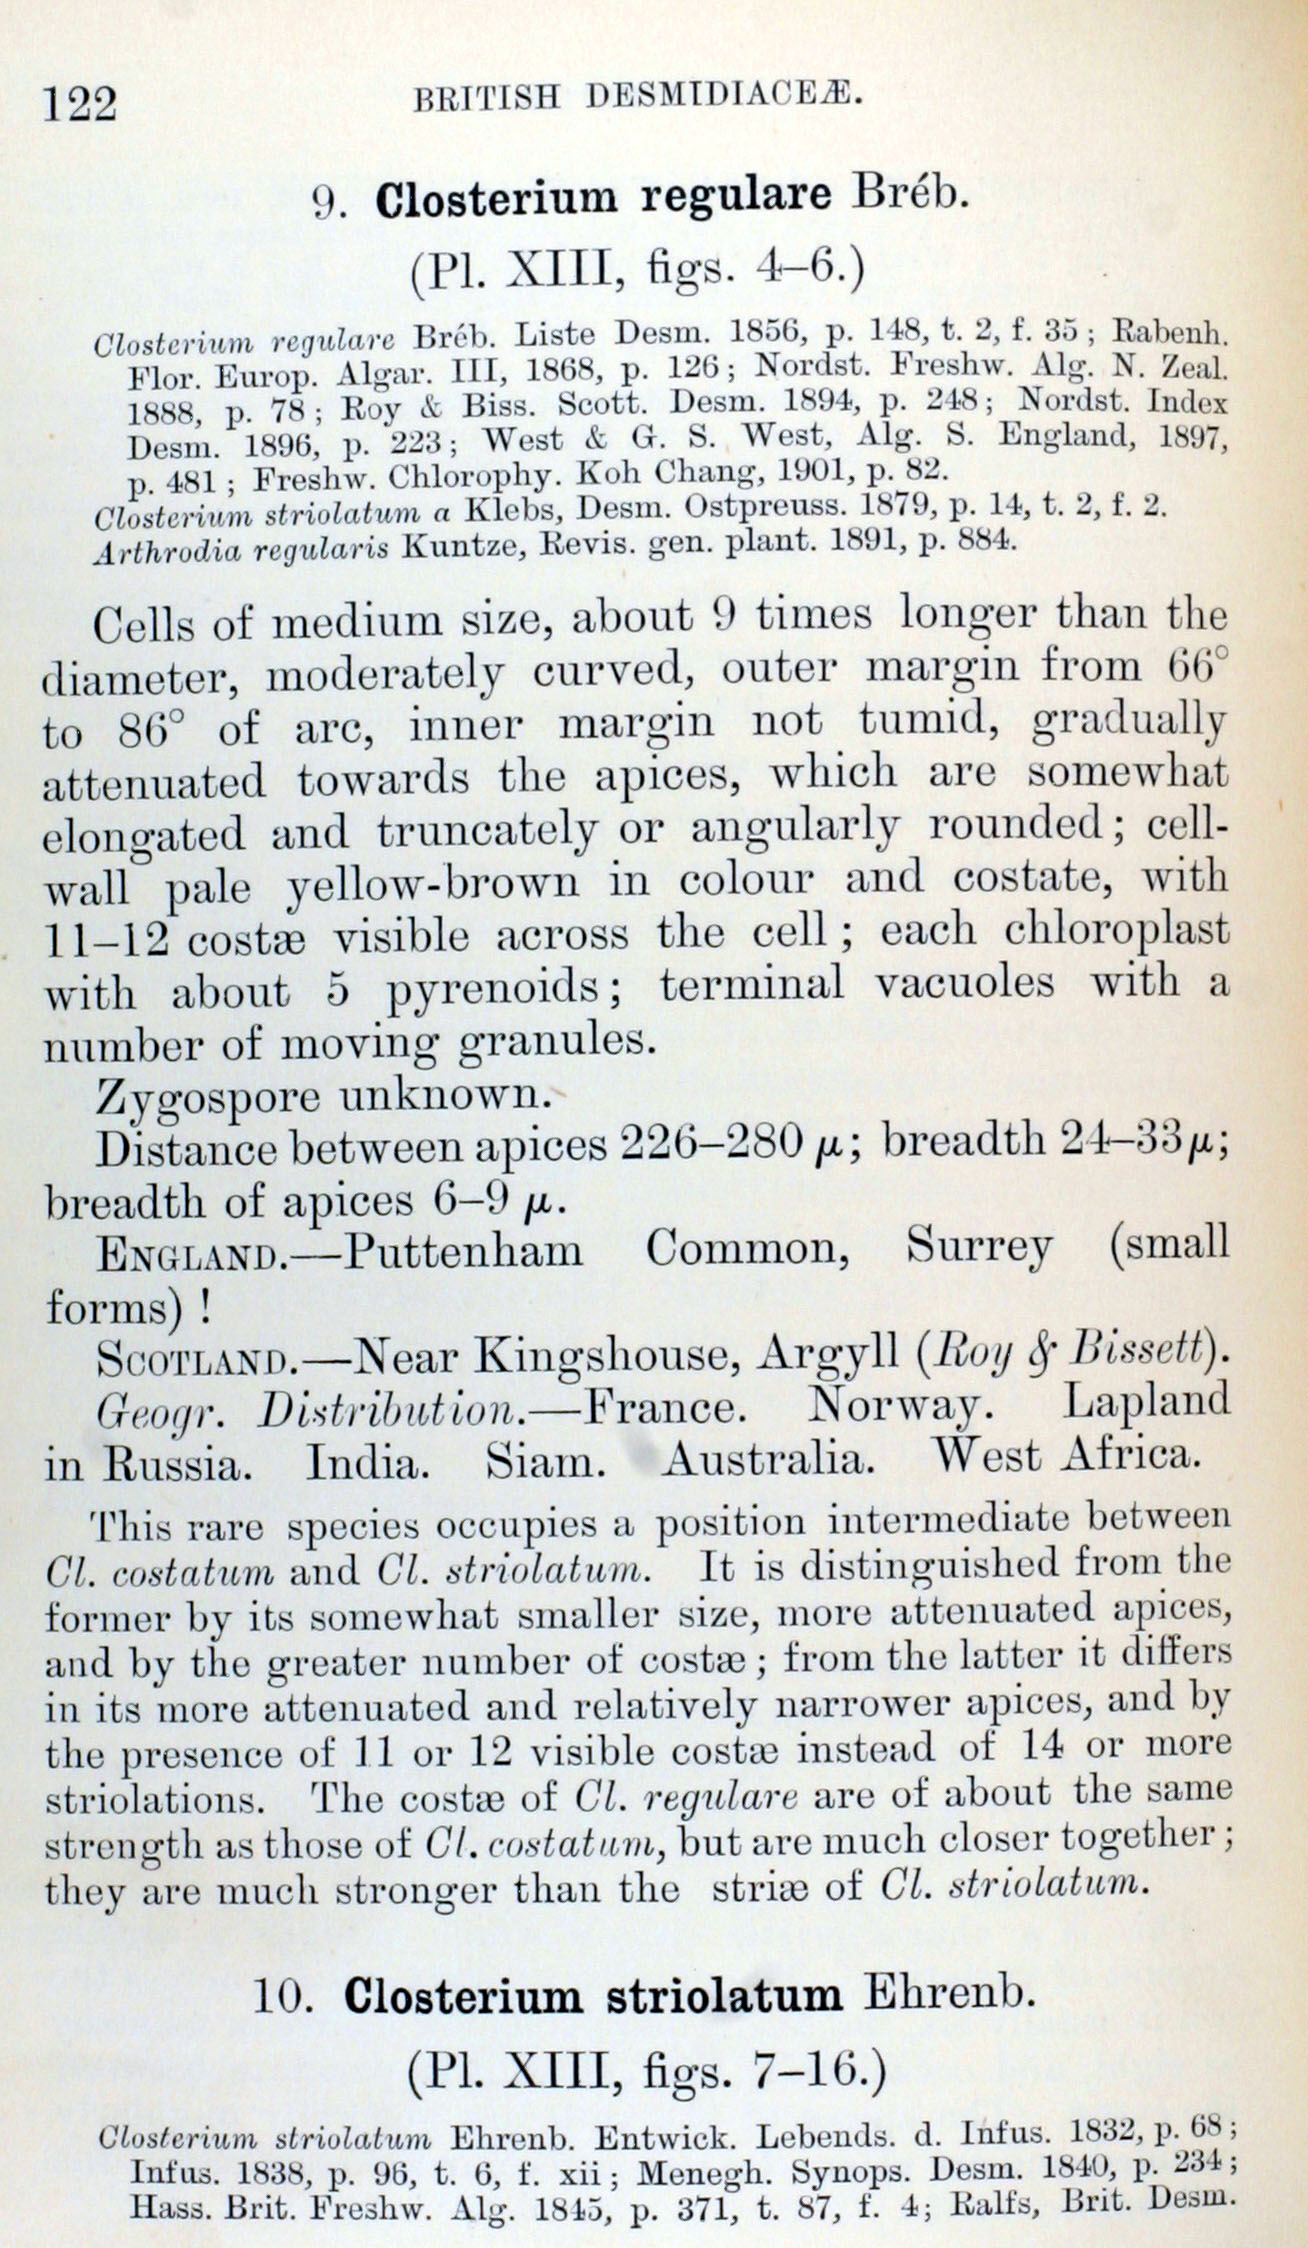 122
BRITISH DESMIDIACEÆ.
9. Closterium regulare Bréb.
(Pl. XIII, figs. 4–6.)
Closterium regulare Bréb. Liste Desm. 1856, p. 148, t. 2, f. 35 ; Rabenh.
Flor. Europ. Algar. III, 1868, p. 126 ; Nordst. Freshw. Alg. N. Zeal.
1888, p. 78 ; Roy & Biss. Scott. Desm. 1894, p. 248 ; Nordst. Index
Desm. 1896, p. 223 ; West & G. S. West, Alg. S. England, 1897,
p. 481 ; Freshw. Chlorophy. Koh Chang, 1901, p. 82.
Closterium striolatum a Klebs, Desm. Ostpreuss. 1879, p. 14, t. 2, f. 2.
Arthrodia regularis Kuntze, Revis. gen. plant. 1891, p. 884.
Cells of medium size, about 9 times longer than the
diameter, moderately curved, outer margin from 66°
to 86° of arc, inner margin not tumid, gradually
attenuated towards the apices, which are somewhat
elongated and truncately or angularly rounded ; cell-
wall pale yellow-brown in colour and costate, with
11–12 costæ visible across the cell ; each chloroplast
with about 5 pyrenoids ; terminal vacuoles with a
number of moving granules.
Zygospore unknown.
Distance between apices 226–280 μ ; breadth 24–33 μ ;
breadth of apices 6–9 μ.
ENGLAND.—Puttenham Common, Surrey (small
forms) !
SCOTLAND.—Near Kingshouse, Argyll (Roy & Bissett).
Geogr. Distribution.—France. Norway. Lapland
in Russia. India. Siam. Australia. West Africa.
This rare species occupies a position intermediate between
Cl. costatum and Cl. striolatum. It is distinguished from the
former by its somewhat smaller size, more attenuated apices,
and by the greater number of costæ ; from the latter it differs
in its more attenuated and relatively narrower apices, and by
the presence of 11 or 12 visible costæ instead of 14 or more
striolations. The costæ of Cl. regulare are of about the same
strength as those of Cl. costatum, but are much closer together ;
they are much stronger than the striæ of Cl. striolatum.
10. Closterium striolatum Ehrenb.
(Pl. XIII, figs. 7–16.)
Closterium striolatum Ehrenb. Entwick. Lebends. d. Infus. 1832, p. 68 ;
Infus. 1838, p. 96, t. 6, f. xii ; Menegh. Synops. Desm. 1840, p. 234 ;
Hass. Brit. Freshw. Alg. 1845, p. 371, t. 87, f. 4 ; Ralfs, Brit. Desm.